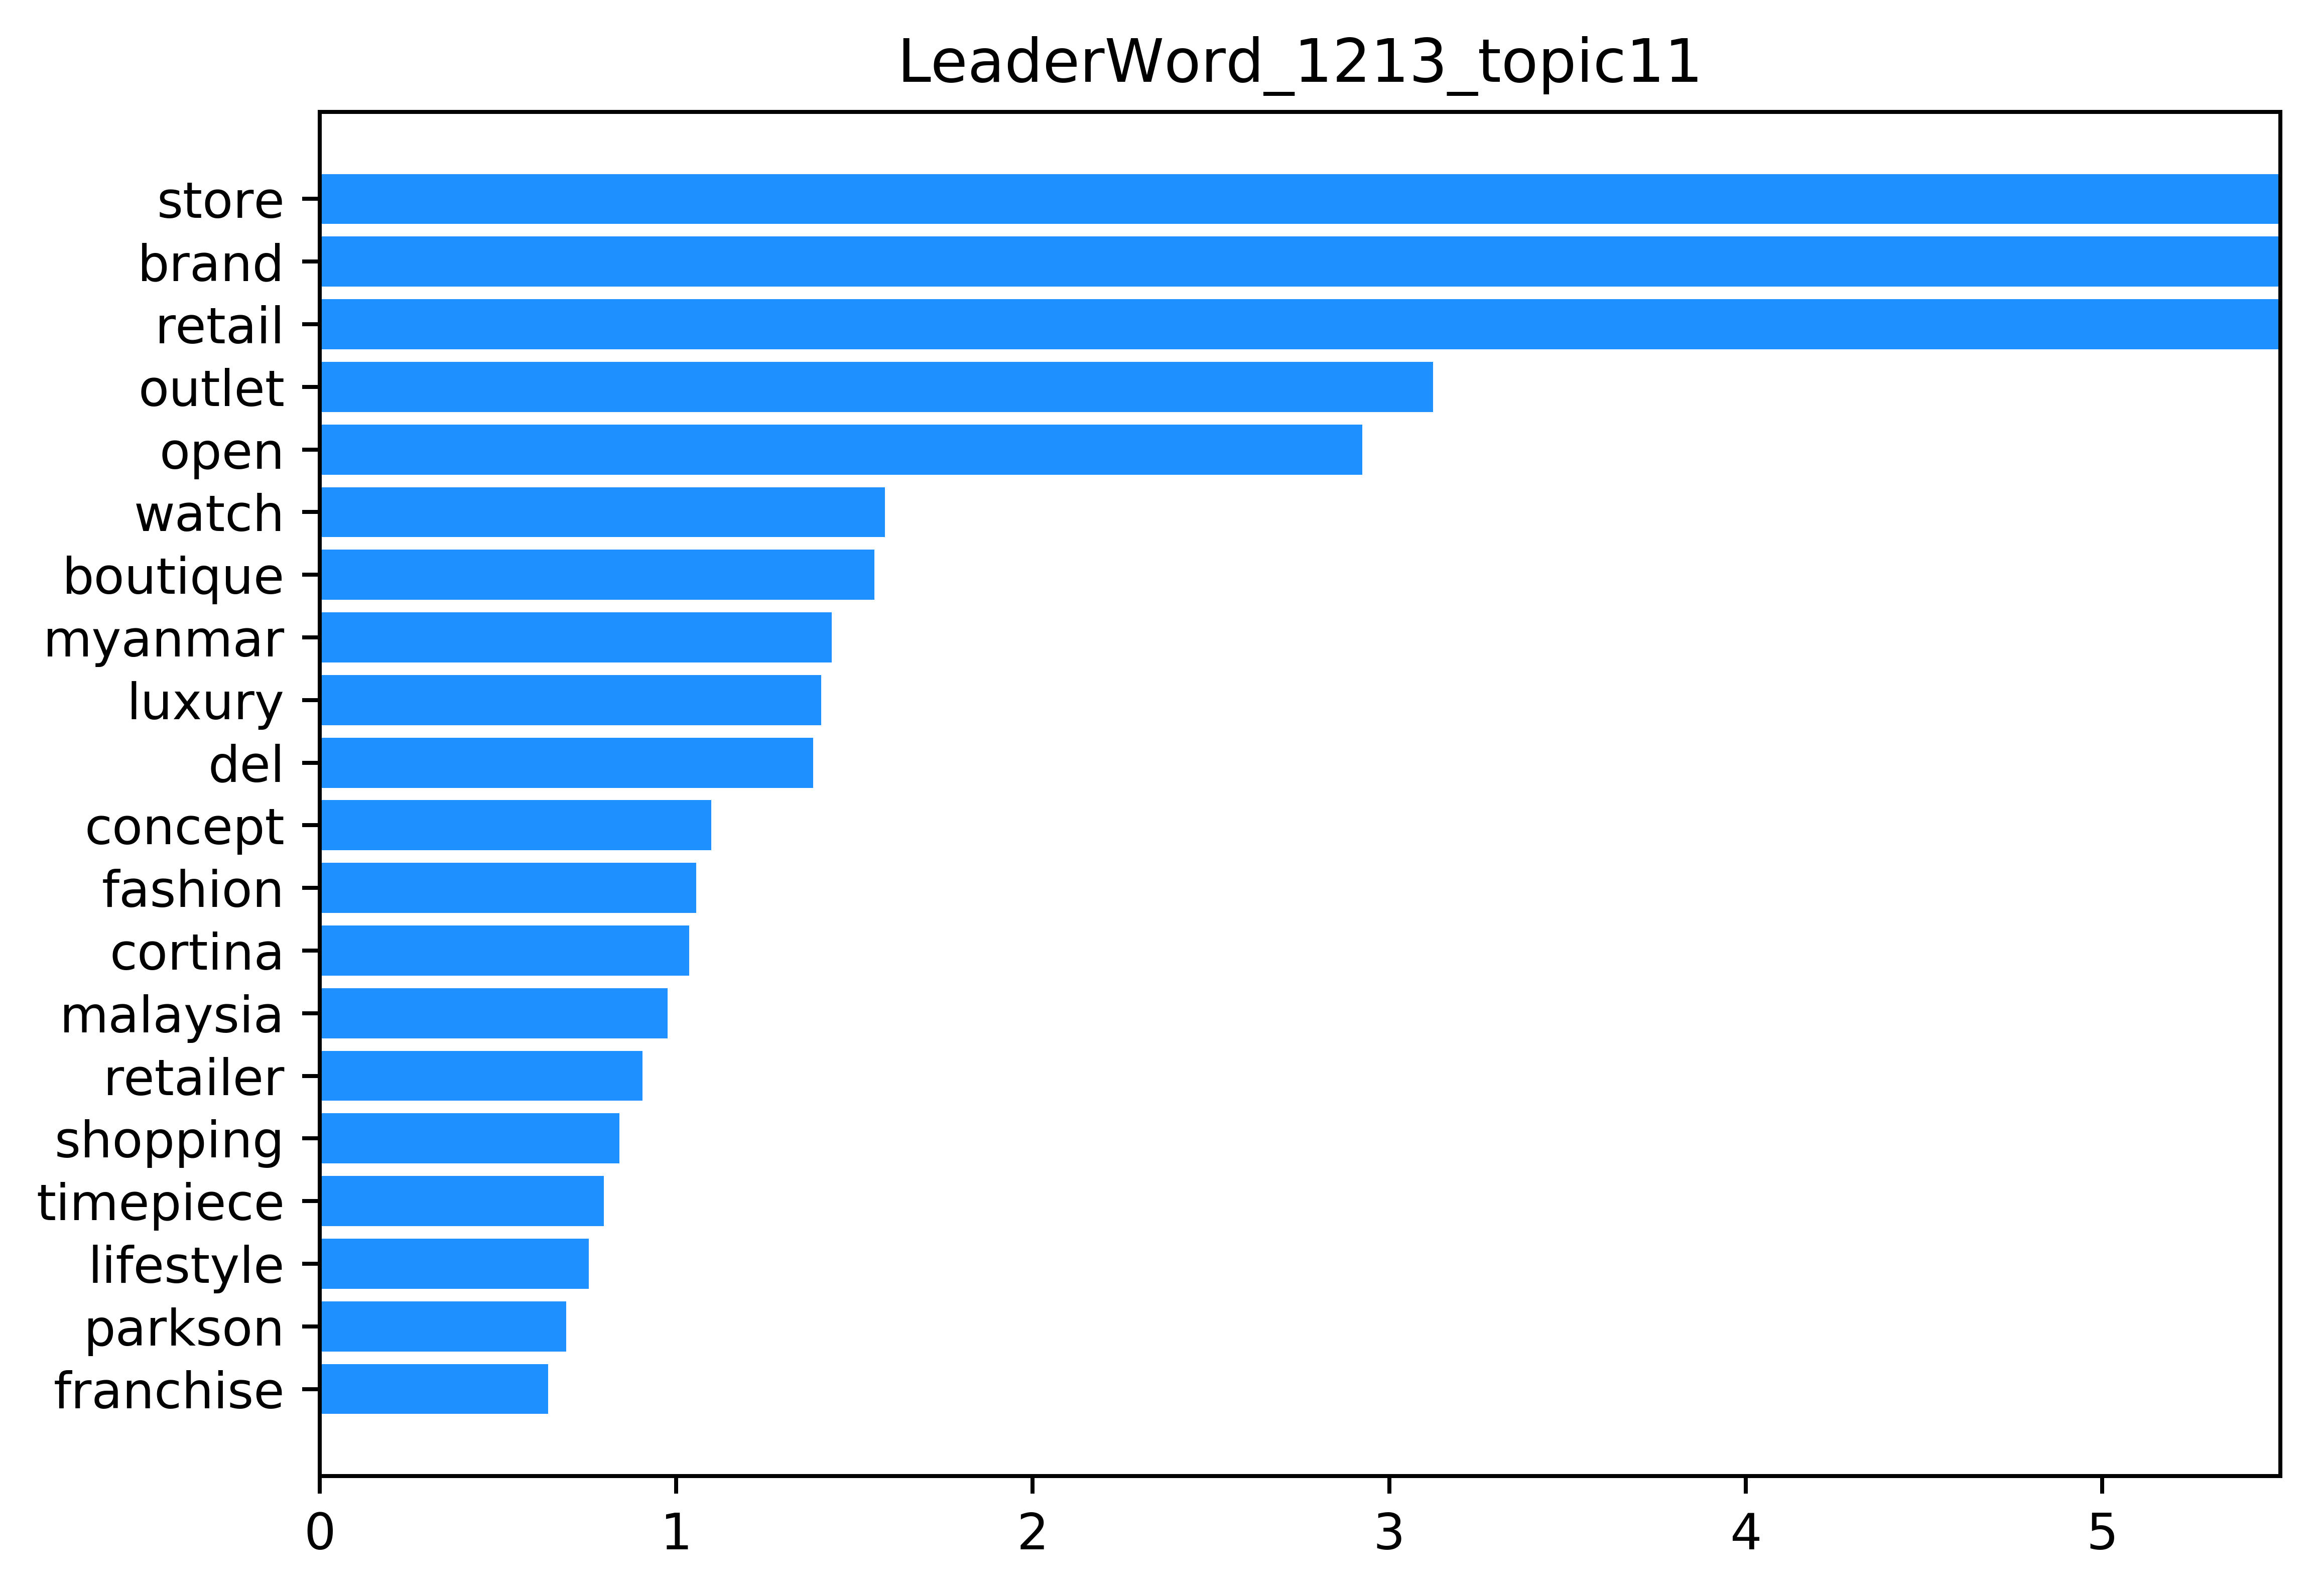 LeaderWord_1213_topic11
store
brand
retail
outlet
open
watch
boutique
myanmar
luxury
del
concept
fashion
cortina
malaysia
retailer
shopping
timepiece
lifestyle
parkson
franchise
0 1 2 3 4 5